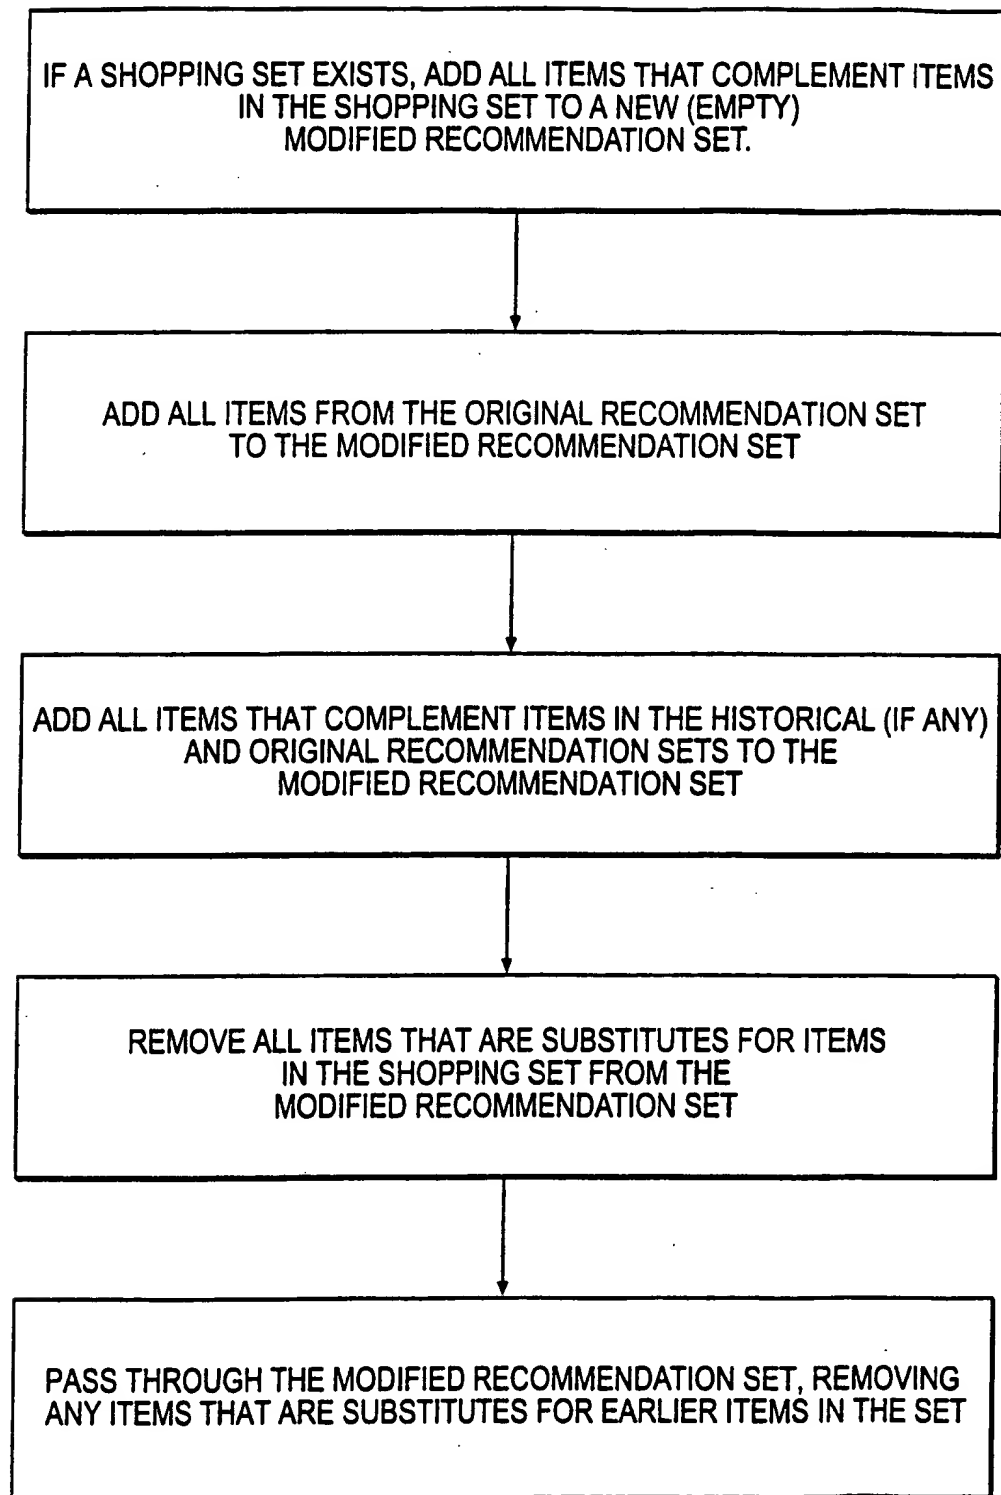 IF A SHOPPING SET EXISTS, ADD ALL ITEMS THAT COMPLEMENT ITEMS
IN THE SHOPPING SET TO A NEW (EMPTY)
MODIFIED RECOMMENDATION SET.
ADD ALL ITEMS FROM THE ORIGINAL RECOMMENDATION SET
TO THE MODIFIED RECOMMENDATION SET
ADD ALL ITEMS THAT COMPLEMENT ITEMS IN THE HISTORICAL (IF ANY)
AND ORIGINAL RECOMMENDATION SETS TO THE
MODIFIED RECOMMENDATION SET
REMOVE ALL ITEMS THAT ARE SUBSTITUTES FOR ITEMS
IN THE SHOPPING SET FROM THE
MODIFIED RECOMMENDATION SET
PASS THROUGH THE MODIFIED RECOMMENDATION SET, REMOVING
ANY ITEMS THAT ARE SUBSTITUTES FOR EARLIER ITEMS IN THE SET